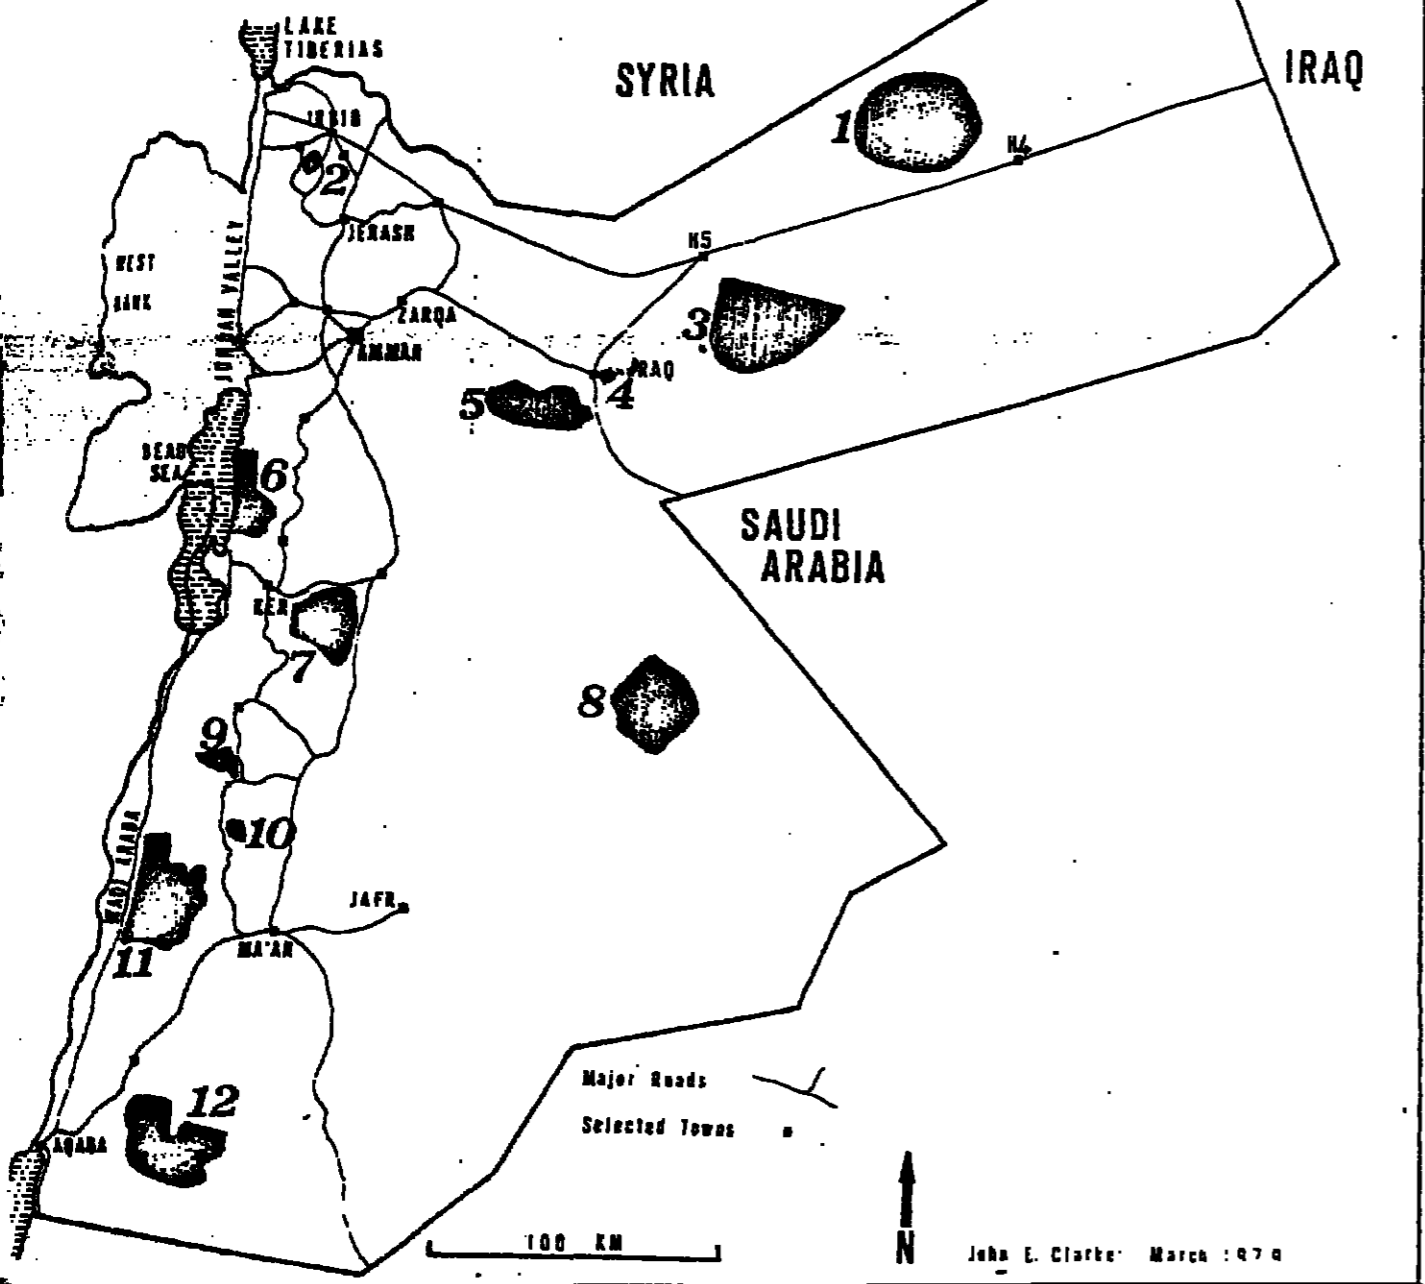 LAKE
TIBERIAS
SYRIA
IRAQ
1
IRBID
H4
2
JERASH
H5
WEST
BANK
JORDAN VALLEY
ZARQA
3
AMMAN
4
5
DEAD
SEA
6
SAUDI
ARABIA
7
8
9
WADI ARABA
10
JAFR
MA'AN
11
Major Roads
12
Selected Towns
AQABA
100 KM
N
John E. Clarke March 1979